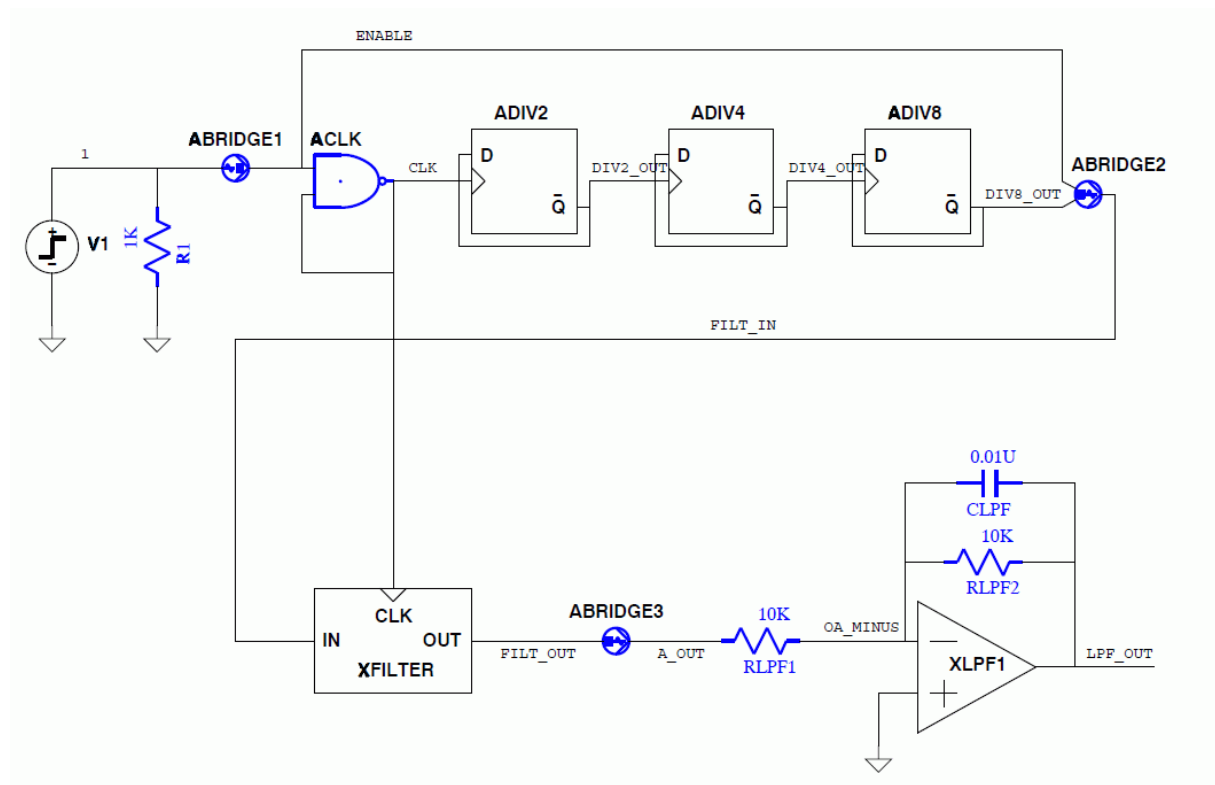 ENABLE
ADIV2
ADIV4
ADIV8
ABRIDGE1
ACLK
1
CLK
D
DIV2_OUT
D
DIV4_OUT
D
ABRIDGE2
DIV8_OUT
Q̄
Q̄
Q̄
V1
1K
R1
FILT_IN
0.01U
CLPF
10K
RLPF2
CLK
IN
OUT
XFILTER
ABRIDGE3
FILT_OUT
A_OUT
10K
RLPF1
OA_MINUS
XLPF1
LPF_OUT